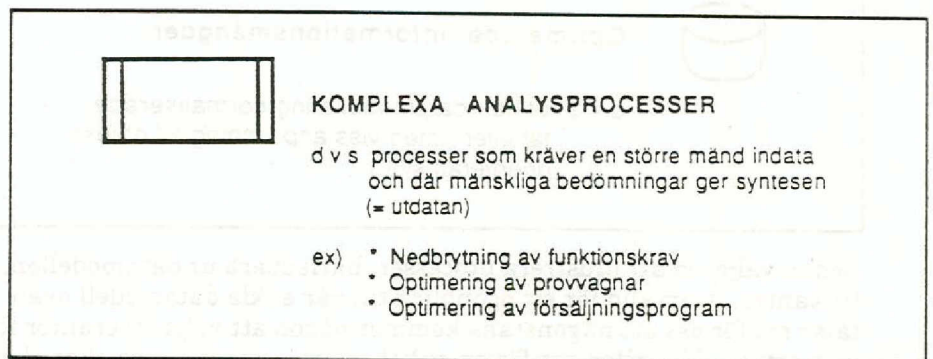 KOMPLEXA ANALYSPROCESSER
d v s processer som kräver en större mänd indata
och där mänskliga bedömningar ger syntesen
(= utdatan)
ex) * Nedbrytning av funktionskrav
* Optimering av provvagnar
* Optimering av försäljningsprogram